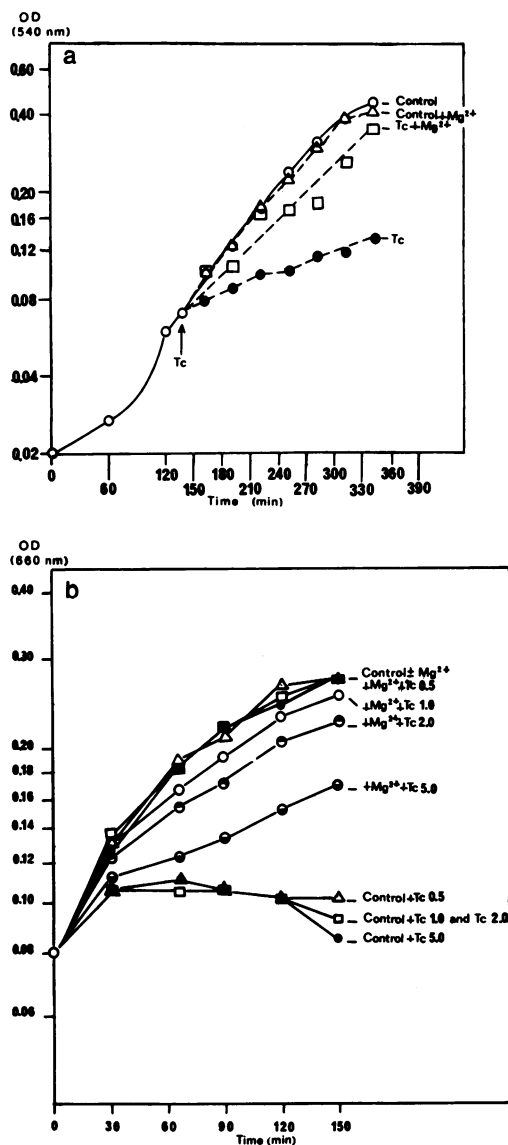 OD
(540 nm)
a
0,60
0,40
0,20
0,16
0,12
0,08
0,04
0,02
Control
Control+Mg2+
Tc+Mg2+
Tc
Tc
0 60 120 150 180 210 240 270 300 330 360 390
Time (min)
OD
(660 nm)
b
0.40
0.30
0.20
0.18
0.16
0.14
0.12
0.10
0.08
0.06
Control ± Mg2+
+Mg2++Tc 0.5
+Mg2++Tc 1.0
+Mg2++Tc 2.0
+Mg2++Tc 5.0
Control+Tc 0.5
Control+Tc 1.0 and Tc 2.0
Control+Tc 5.0
0 30 60 90 120 150
Time (min)